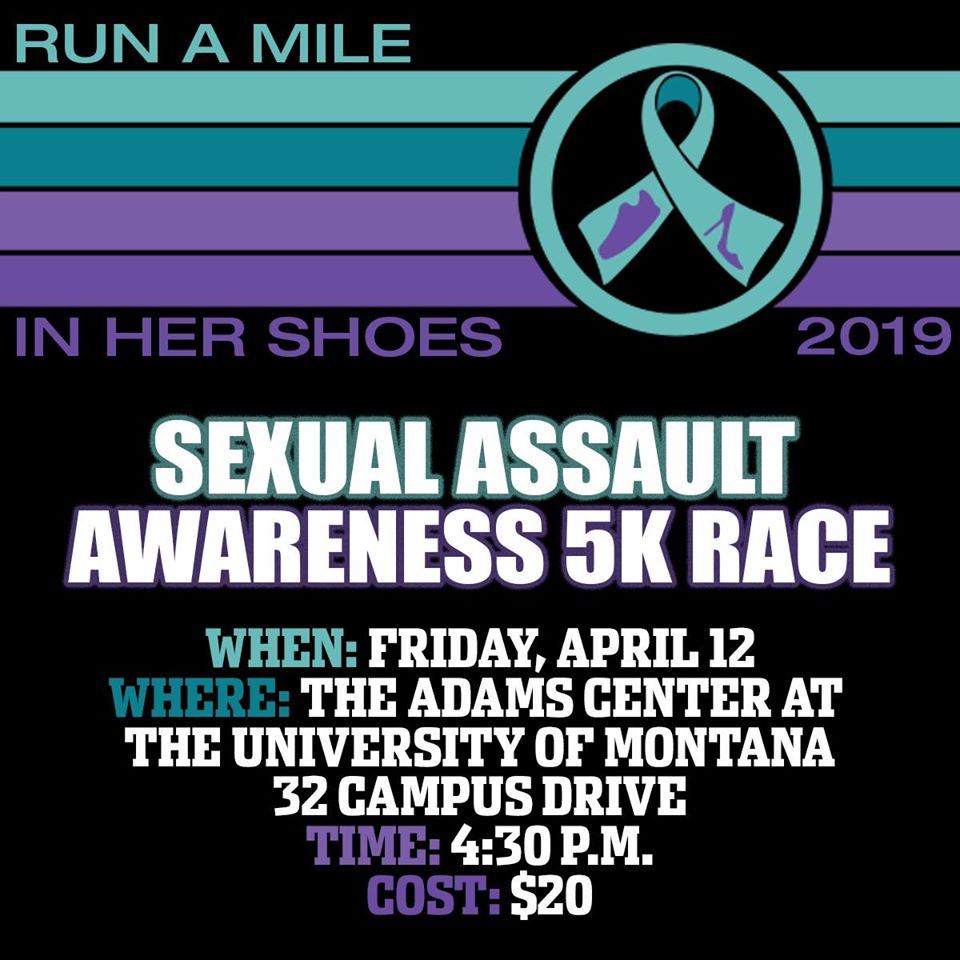 RUN A MILE
IN HER SHOES 2019
SEXUAL ASSAULT
AWARENESS 5K RACE
WHEN: FRIDAY, APRIL 12
WHERE: THE ADAMS CENTER AT
THE UNIVERSITY OF MONTANA
32 CAMPUS DRIVE
TIME: 4:30 P.M.
COST: $20